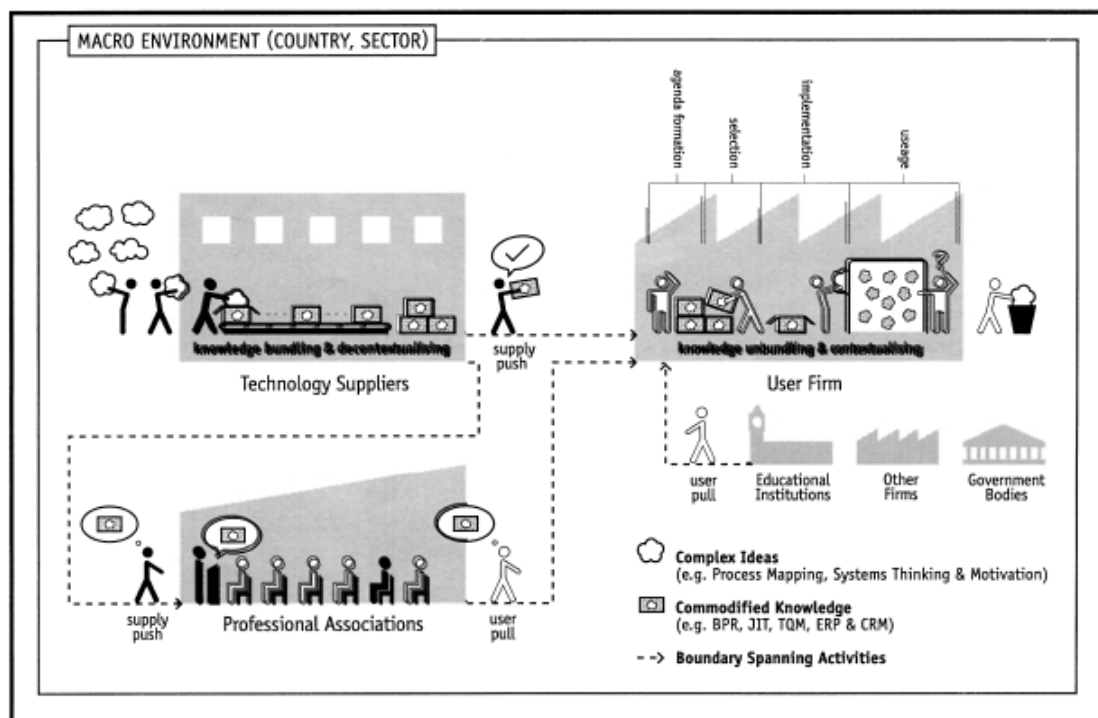 MACRO ENVIRONMENT (COUNTRY, SECTOR)
agenda formation
selection
implementation
useage
knowledge bundling & decontextualising
Technology Suppliers
supply
push
knowledge unbundling & contextualising
User Firm
user
pull
Educational
Institutions
Other
Firms
Government
Bodies
supply
push
Professional Associations
user
pull
Complex Ideas
(e.g. Process Mapping, Systems Thinking & Motivation)
Commodified Knowledge
(e.g. BPR, JIT, TQM, ERP & CRM)
Boundary Spanning Activities